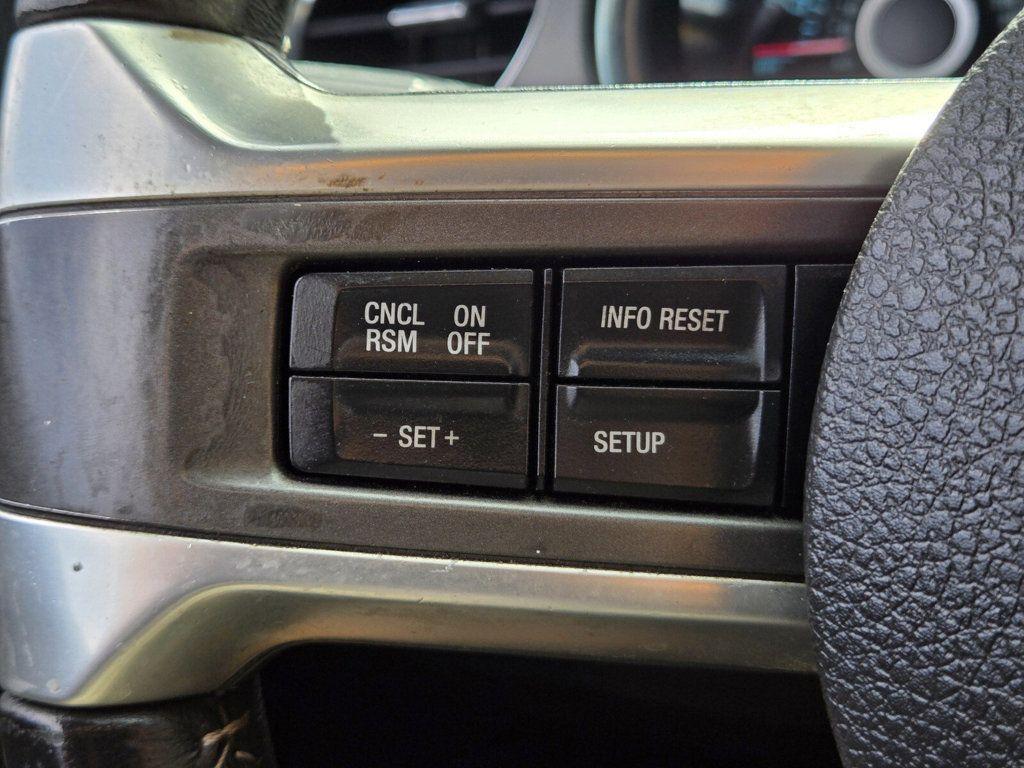 CNCL ON
RSM OFF
INFO RESET
- SET +
SETUP